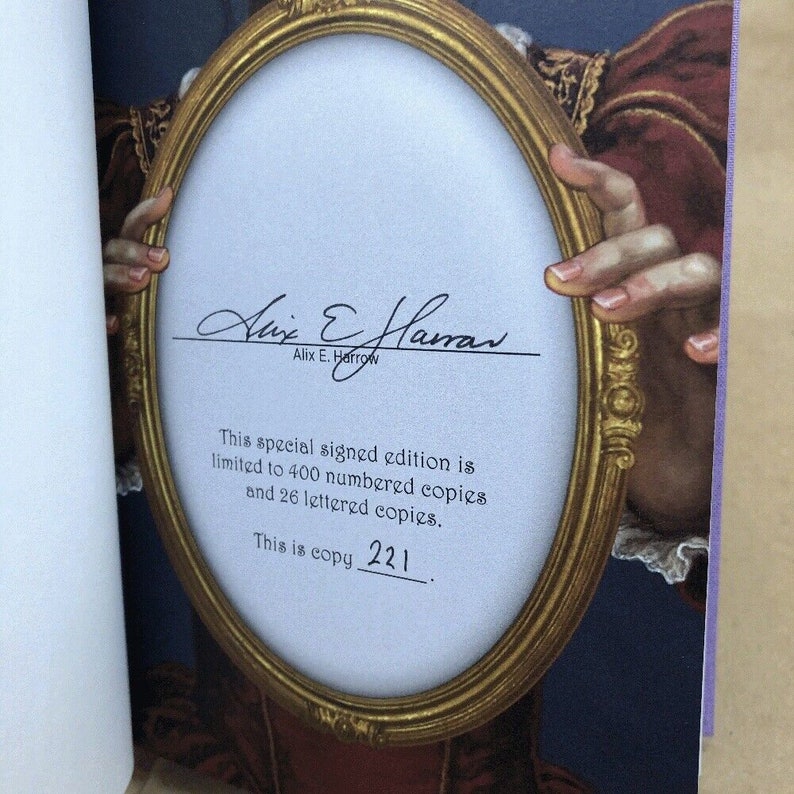 Alix E Harrow
Alix E. Harrow
This special signed edition is
limited to 400 numbered copies
and 26 lettered copies.
This is copy 221.